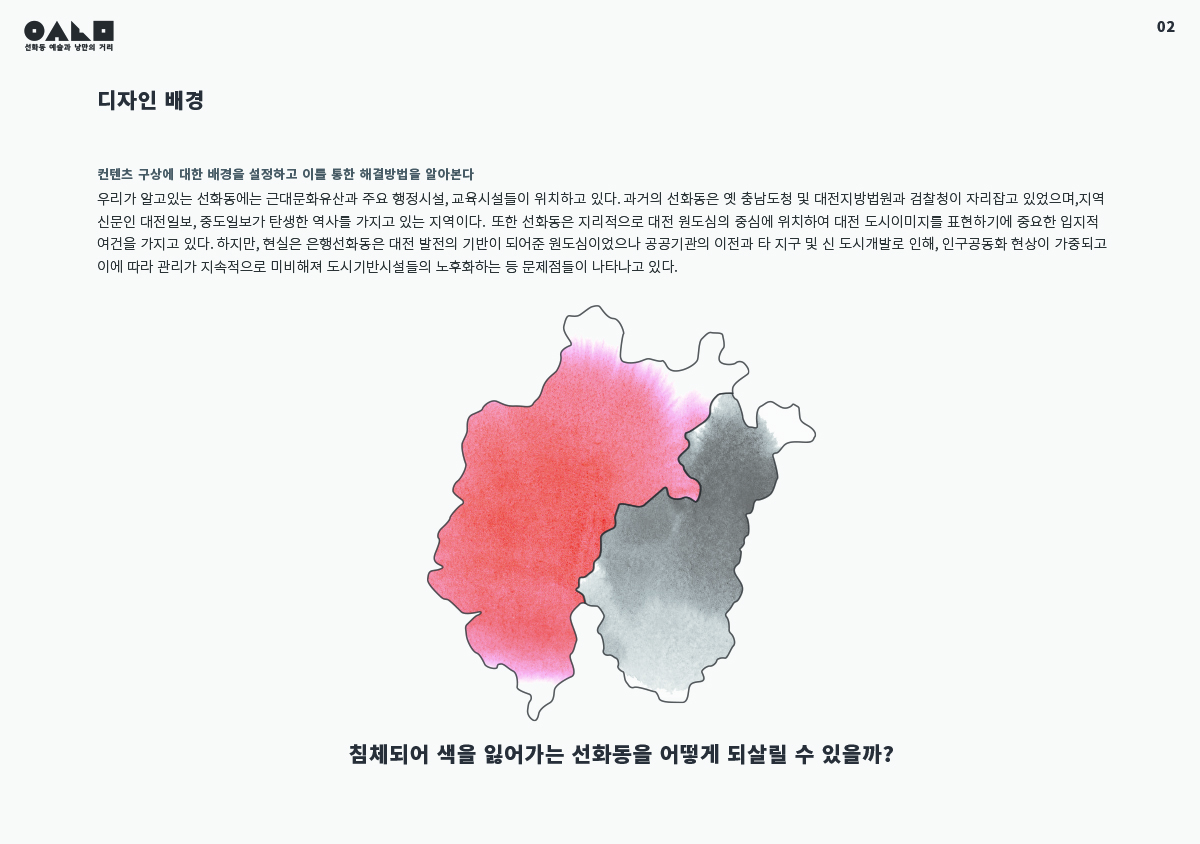 선화동 예술과 낭만의 거리
02
디자인 배경
컨텐츠 구상에 대한 배경을 설정하고 이를 통한 해결방법을 알아본다
우리가 알고있는 선화동에는 근대문화유산과 주요 행정시설, 교육시설들이 위치하고 있다. 과거의 선화동은 옛 충남도청 및 대전지방법원과 검찰청이 자리잡고 있었으며,지역
신문인 대전일보, 중도일보가 탄생한 역사를 가지고 있는 지역이다. 또한 선화동은 지리적으로 대전 원도심의 중심에 위치하여 대전 도시이미지를 표현하기에 중요한 입지적
여건을 가지고 있다. 하지만, 현실은 은행선화동은 대전 발전의 기반이 되어준 원도심이었으나 공공기관의 이전과 타 지구 및 신 도시개발로 인해, 인구공동화 현상이 가중되고
이에 따라 관리가 지속적으로 미비해져 도시기반시설들의 노후화하는 등 문제점들이 나타나고 있다.
침체되어 색을 잃어가는 선화동을 어떻게 되살릴 수 있을까?